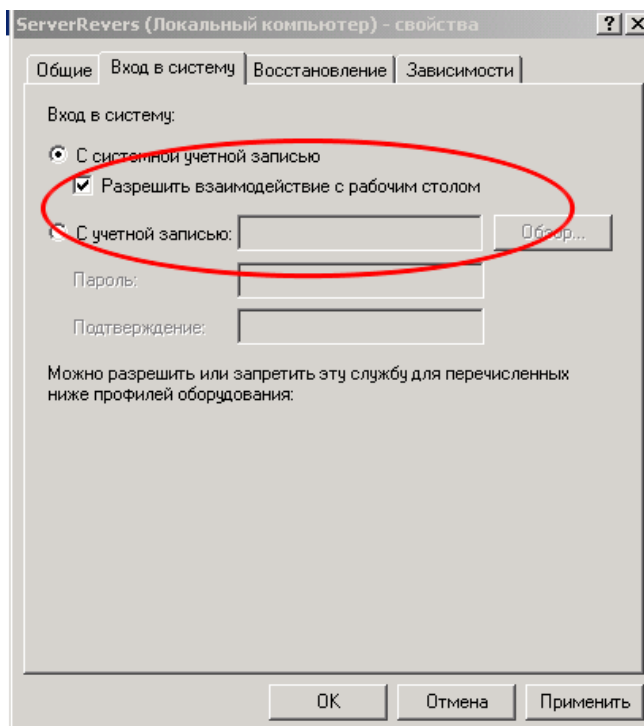 ServerRevers (Локальный компьютер) - свойства
Общие Вход в систему Восстановление Зависимости
Вход в систему:
С системной учетной записью
Разрешить взаимодействие с рабочим столом
С учетной записью: Обзор...
Пароль:
Подтверждение:
Можно разрешить или запретить эту службу для перечисленных
ниже профилей оборудования:
OK Отмена Применить